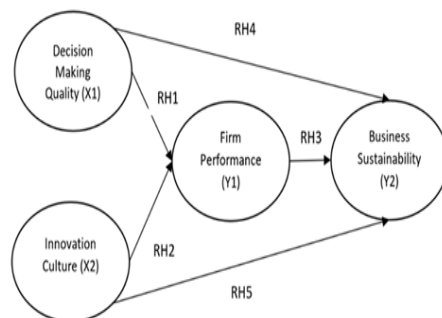 RH4
Decision
Making
Quality (X1)
RH1
Firm
Performance
(Y1)
RH3
Business
Sustainability
(Y2)
Innovation
Culture (X2)
RH2
RH5